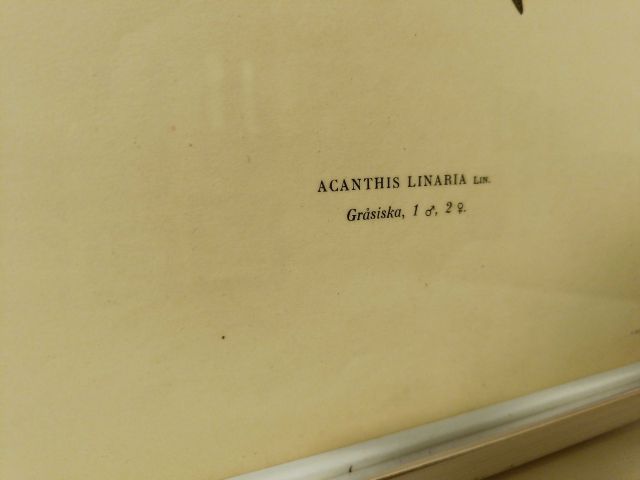 ACANTHIS LINARIA LIN.
Gråsiska, 1 ♂, 2 ♀.